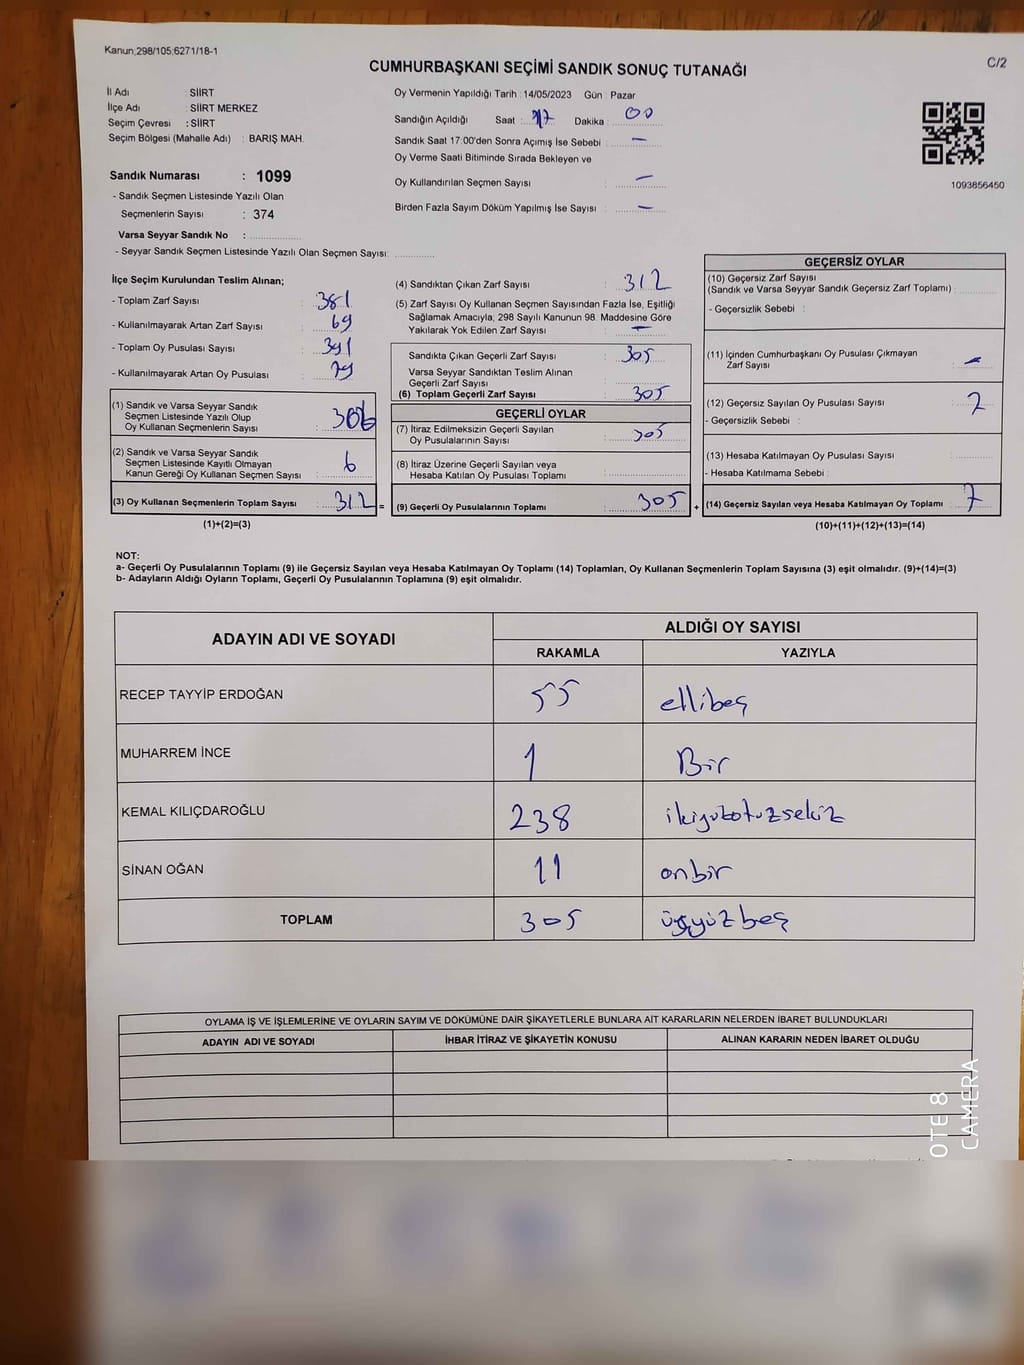 Kanun;298/105;6271/18-1
C/2
CUMHURBAŞKANI SEÇİMİ SANDIK SONUÇ TUTANAĞI
İl Adı : SİİRT
İlçe Adı : SİİRT MERKEZ
Seçim Çevresi : SİİRT
Seçim Bölgesi (Mahalle Adı) : BARIŞ MAH.
Sandık Numarası : 1099
- Sandık Seçmen Listesinde Yazılı Olan
Seçmenlerin Sayısı : 374
Varsa Seyyar Sandık No :
- Seyyar Sandık Seçmen Listesinde Yazılı Olan Seçmen Sayısı:
Oy Vermenin Yapıldığı Tarih : 14/05/2023 Gün : Pazar
Sandığın Açıldığı Saat : 17 Dakika : 00
Sandık Saat 17:00'den Sonra Açımış İse Sebebi : —
Oy Verme Saati Bitiminde Sırada Bekleyen ve
Oy Kullandırılan Seçmen Sayısı : —
Birden Fazla Sayım Döküm Yapılmış İse Sayısı : —
1093856450
İlçe Seçim Kurulundan Teslim Alınan;
- Toplam Zarf Sayısı : 381
- Kullanılmayarak Artan Zarf Sayısı : 69
- Toplam Oy Pusulası Sayısı : 391
- Kullanılmayarak Artan Oy Pusulası : 79
(1) Sandık ve Varsa Seyyar Sandık
Seçmen Listesinde Yazılı Olup
Oy Kullanan Seçmenlerin Sayısı : 306
(2) Sandık ve Varsa Seyyar Sandık
Seçmen Listesinde Kayıtlı Olmayan
Kanun Gereği Oy Kullanan Seçmen Sayısı : 6
(3) Oy Kullanan Seçmenlerin Toplam Sayısı : 312 =
(1)+(2)=(3)
(4) Sandıktan Çıkan Zarf Sayısı : 312
(5) Zarf Sayısı Oy Kullanan Seçmen Sayısından Fazla İse, Eşitliği
Sağlamak Amacıyla; 298 Sayılı Kanunun 98. Maddesine Göre
Yakılarak Yok Edilen Zarf Sayısı : —
Sandıkta Çıkan Geçerli Zarf Sayısı : 305
Varsa Seyyar Sandıktan Teslim Alınan
Geçerli Zarf Sayısı :
(6) Toplam Geçerli Zarf Sayısı : 305
GEÇERLİ OYLAR
(7) İtiraz Edilmeksizin Geçerli Sayılan
Oy Pusulalarının Sayısı : 305
(8) İtiraz Üzerine Geçerli Sayılan veya
Hesaba Katılan Oy Pusulası Toplamı :
(9) Geçerli Oy Pusulalarının Toplamı : 305 +
GEÇERSİZ OYLAR
(10) Geçersiz Zarf Sayısı
(Sandık ve Varsa Seyyar Sandık Geçersiz Zarf Toplamı) :
- Geçersizlik Sebebi :
(11) İçinden Cumhurbaşkanı Oy Pusulası Çıkmayan
Zarf Sayısı : —
(12) Geçersiz Sayılan Oy Pusulası Sayısı : 7
- Geçersizlik Sebebi :
(13) Hesaba Katılmayan Oy Pusulası Sayısı :
- Hesaba Katılmama Sebebi :
(14) Geçersiz Sayılan veya Hesaba Katılmayan Oy Toplamı : 7
(10)+(11)+(12)+(13)=(14)
NOT:
a- Geçerli Oy Pusulalarının Toplamı (9) ile Geçersiz Sayılan veya Hesaba Katılmayan Oy Toplamı (14) Toplamları, Oy Kullanan Seçmenlerin Toplam Sayısına (3) eşit olmalıdır. (9)+(14)=(3)
b- Adayların Aldığı Oyların Toplamı, Geçerli Oy Pusulalarının Toplamına (9) eşit olmalıdır.
ADAYIN ADI VE SOYADI ALDIĞI OY SAYISI
RAKAMLA YAZIYLA
RECEP TAYYİP ERDOĞAN 55 ellibeş
MUHARREM İNCE 1 Bir
KEMAL KILIÇDAROĞLU 238 ikiyüzotuzsekiz
SİNAN OĞAN 11 onbir
TOPLAM 305 üçyüzbeş
OYLAMA İŞ VE İŞLEMLERİNE VE OYLARIN SAYIM VE DÖKÜMÜNE DAİR ŞİKAYETLERLE BUNLARA AİT KARARLARIN NELERDEN İBARET BULUNDUKLARI
ADAYIN ADI VE SOYADI İHBAR İTİRAZ VE ŞİKAYETİN KONUSU ALINAN KARARIN NEDEN İBARET OLDUĞU
OTE 8
CAMERA